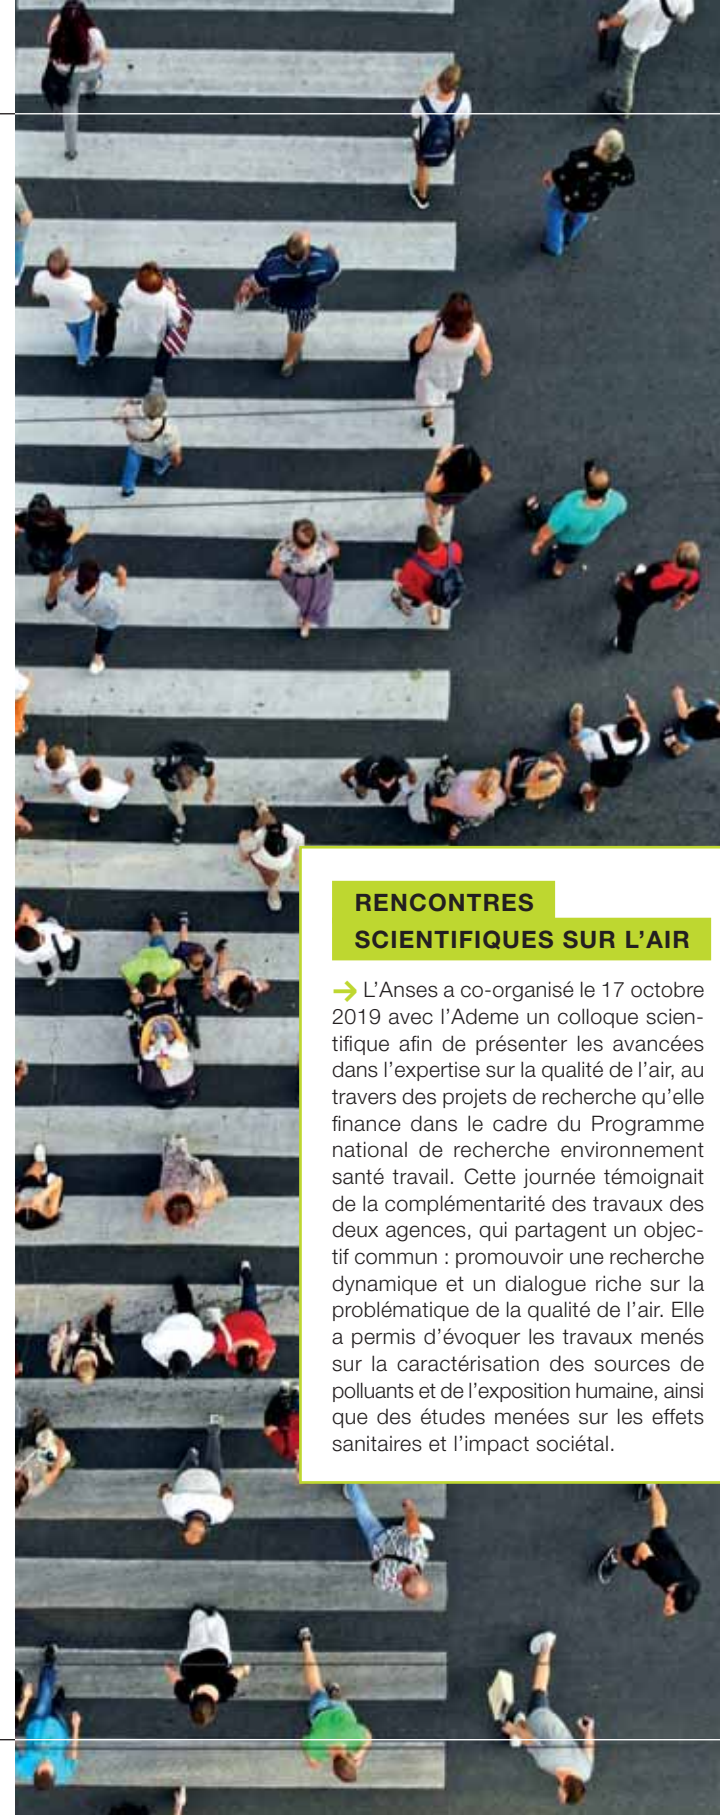 RENCONTRES
SCIENTIFIQUES SUR L’AIR
→ L’Anses a co-organisé le 17 octobre
2019 avec l’Ademe un colloque scien-
tifique afin de présenter les avancées
dans l’expertise sur la qualité de l’air, au
travers des projets de recherche qu’elle
finance dans le cadre du Programme
national de recherche environnement
santé travail. Cette journée témoignait
de la complémentarité des travaux des
deux agences, qui partagent un objec-
tif commun : promouvoir une recherche
dynamique et un dialogue riche sur la
problématique de la qualité de l’air. Elle
a permis d’évoquer les travaux menés
sur la caractérisation des sources de
polluants et de l’exposition humaine, ainsi
que des études menées sur les effets
sanitaires et l’impact sociétal.